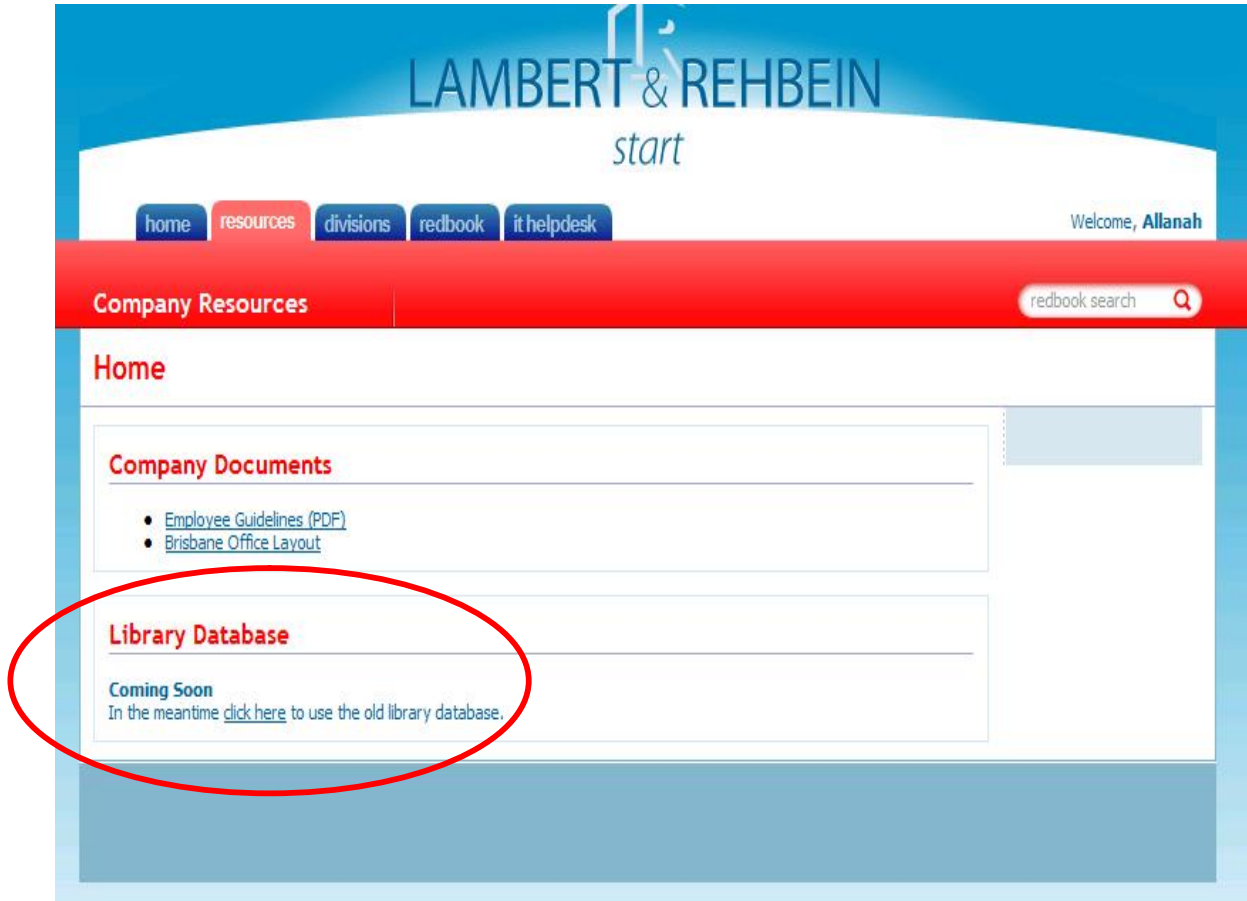 LAMBERT & REHBEIN
start
home resources divisions redbook it helpdesk
Welcome, Allanah
Company Resources
redbook search
Home
Company Documents
Employee Guidelines (PDF)
Brisbane Office Layout
Library Database
Coming Soon
In the meantime click here to use the old library database.